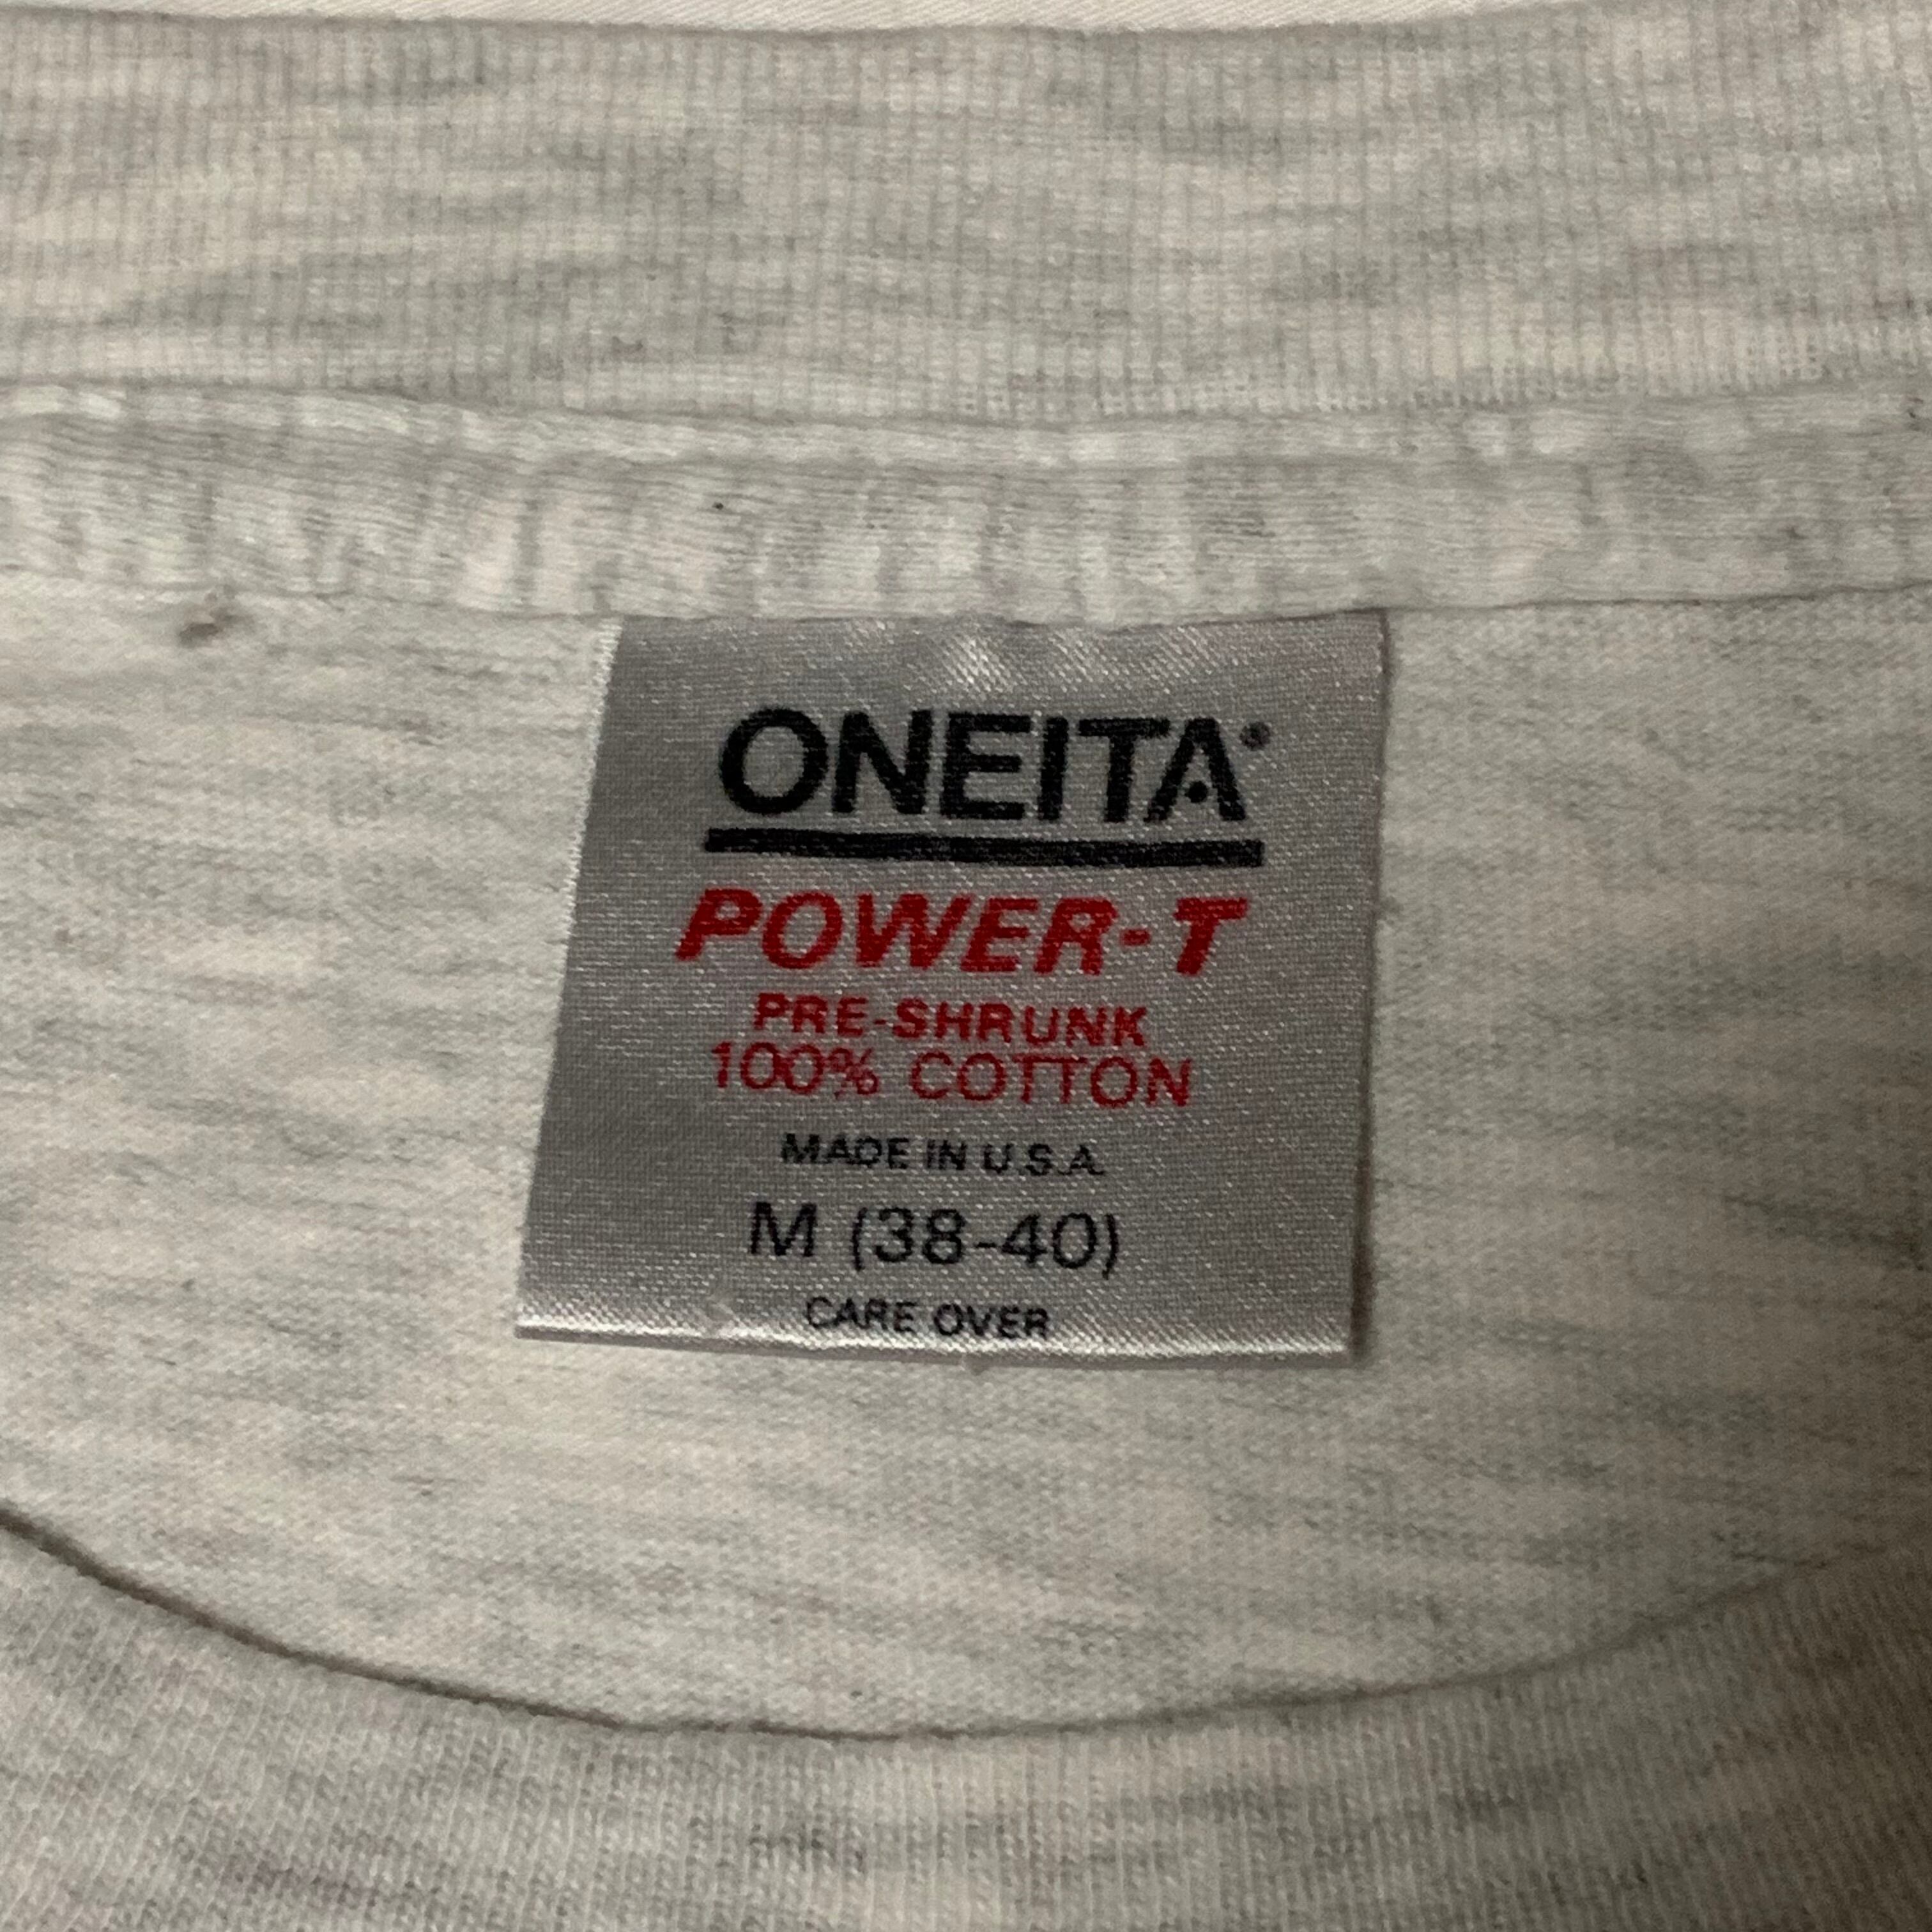 ONEITA
POWER-T
PRE-SHRUNK
100% COTTON
MADE IN U.S.A.
M (38-40)
CARE OVER